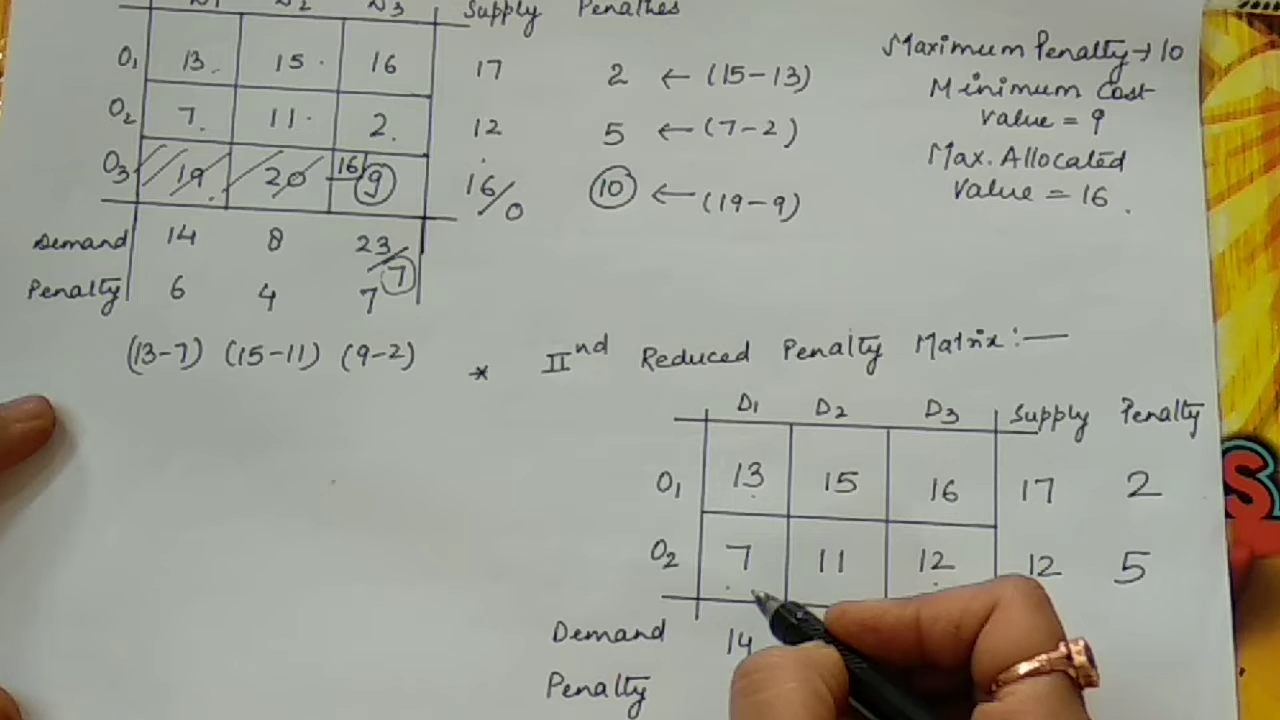 D1 D2 D3 Supply Penalties
O1 13 15 16 17 2 ← (15-13)
O2 7 11 2 12 5 ← (7-2)
O3 19 20 16/9 16/0 10 ← (19-9)
Demand 14 8 23/7
Penalty 6 4 7
(13-7) (15-11) (9-2)
Maximum Penalty → 10
Minimum Cost
Value = 9
Max. Allocated
Value = 16.
* IInd Reduced Penalty Matrix:—
D1 D2 D3 Supply Penalty
O1 13 15 16 17 2
O2 7 11 12 12 5
Demand 14
Penalty